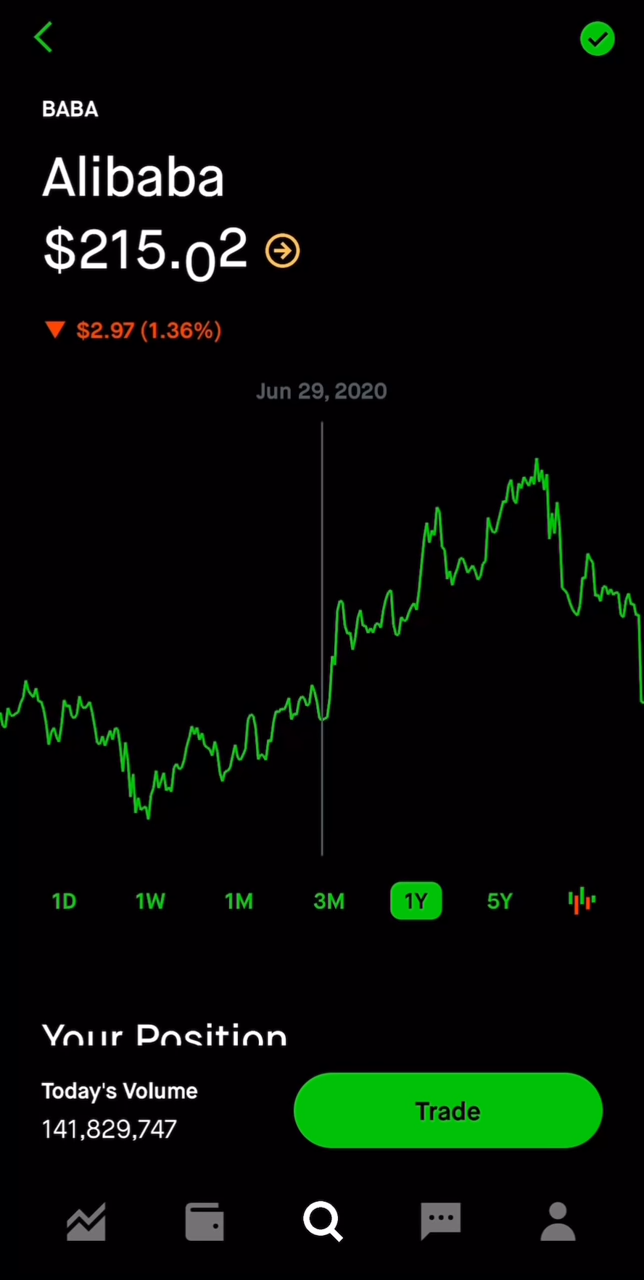 BABA
Alibaba
$215.02
$2.97 (1.36%)
Jun 29, 2020
1D 1W 1M 3M 1Y 5Y
Your Position
Today's Volume
141,829,747
Trade